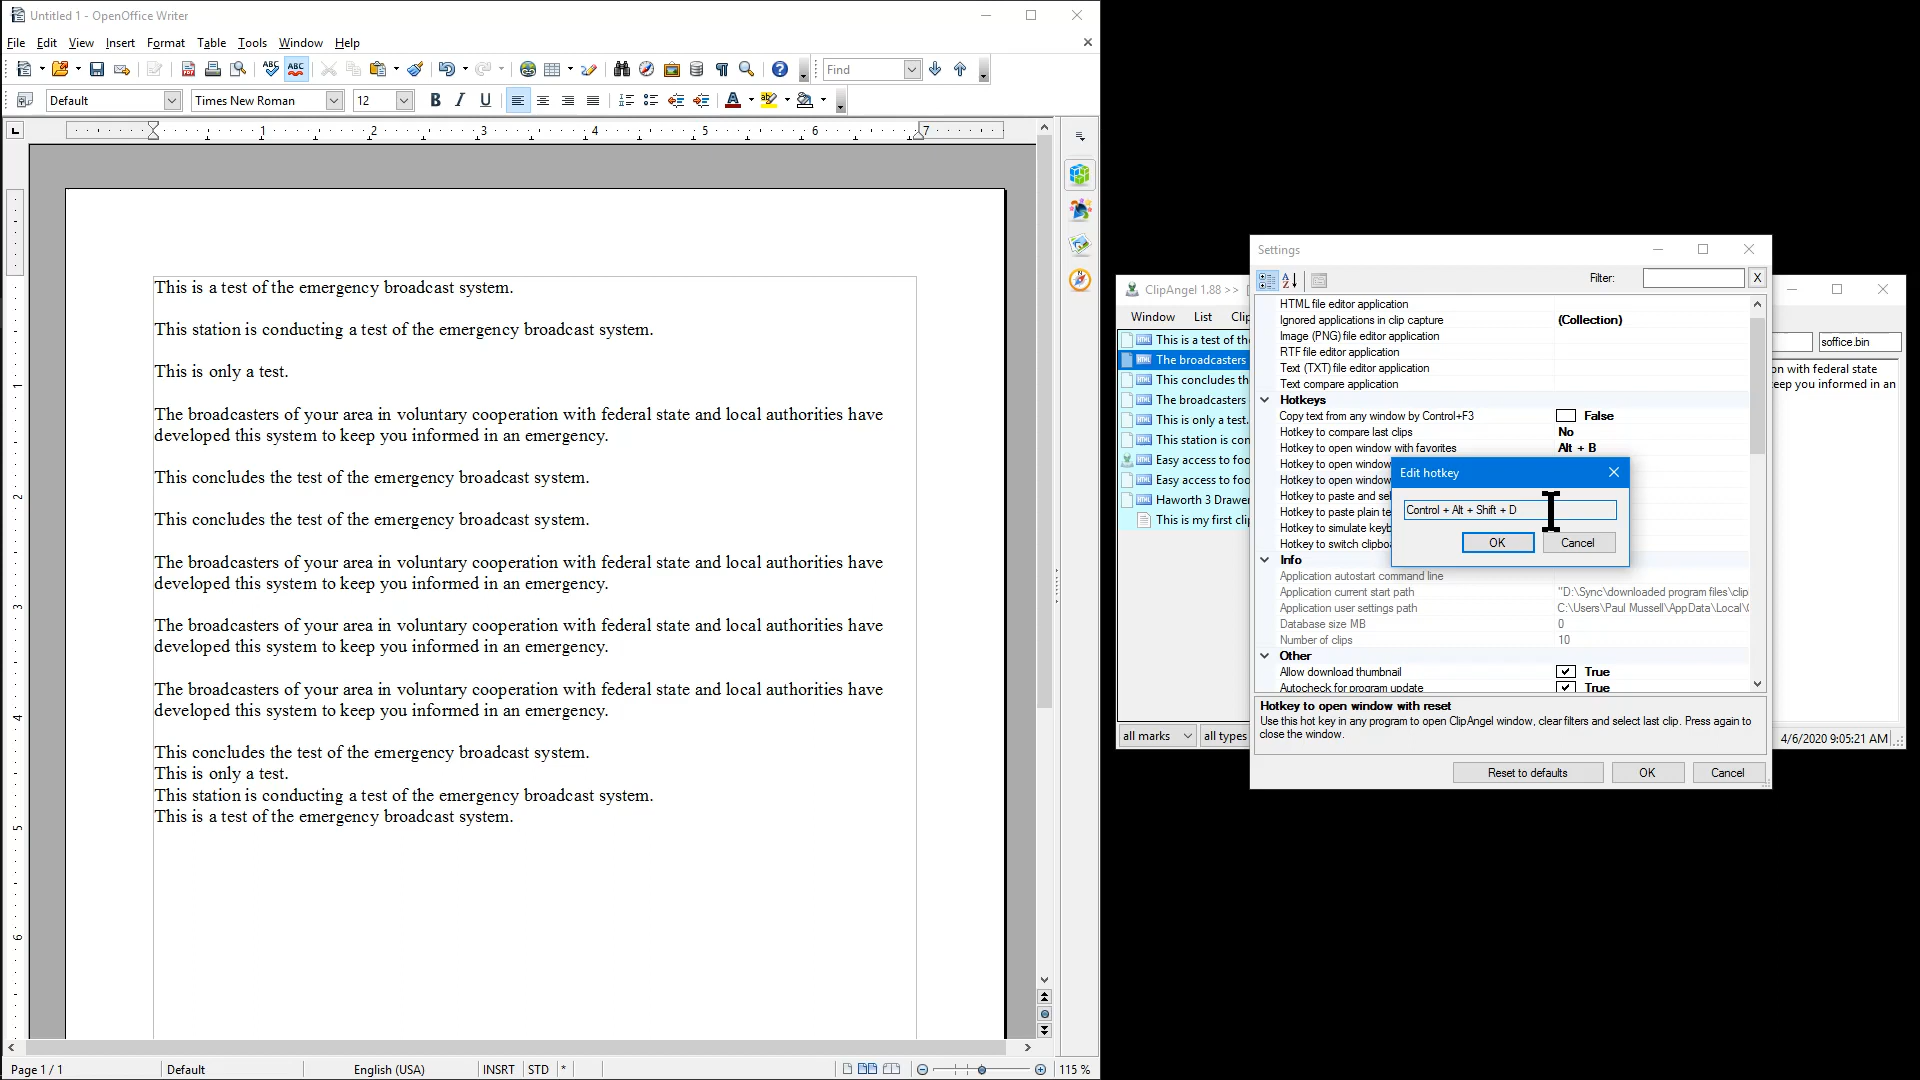 Untitled 1 - OpenOffice Writer
File Edit View Insert Format Table Tools Window Help
Find
Default Times New Roman 12
1 2 3 4 5 6 7
This is a test of the emergency broadcast system.
This station is conducting a test of the emergency broadcast system.
This is only a test.
The broadcasters of your area in voluntary cooperation with federal state and local authorities have
developed this system to keep you informed in an emergency.
This concludes the test of the emergency broadcast system.
This concludes the test of the emergency broadcast system.
The broadcasters of your area in voluntary cooperation with federal state and local authorities have
developed this system to keep you informed in an emergency.
The broadcasters of your area in voluntary cooperation with federal state and local authorities have
developed this system to keep you informed in an emergency.
The broadcasters of your area in voluntary cooperation with federal state and local authorities have
developed this system to keep you informed in an emergency.
This concludes the test of the emergency broadcast system.
This is only a test.
This station is conducting a test of the emergency broadcast system.
This is a test of the emergency broadcast system.
1
2
3
4
5
6
Page 1 / 1 Default English (USA) INSRT STD * 115 %
ClipAngel 1.88 >>
Window List Clip
This is a test of the
The broadcasters
This concludes th
The broadcasters
This is only a test.
This station is con
Easy access to foo
Easy access to foo
Haworth 3 Drawer
This is my first clip
all marks all types
soffice.bin
on with federal state
eep you informed in an
4/6/2020 9:05:21 AM
Settings
Filter: X
HTML file editor application
Ignored applications in clip capture (Collection)
Image (PNG) file editor application
RTF file editor application
Text (TXT) file editor application
Text compare application
Hotkeys
Copy text from any window by Control+F3 False
Hotkey to compare last clips No
Hotkey to open window with favorites Alt + B
Hotkey to open window
Hotkey to open window
Hotkey to paste and sel
Hotkey to paste plain te
Hotkey to simulate keyb
Hotkey to switch clipboa
Edit hotkey
Control + Alt + Shift + D
OK Cancel
Info
Application autostart command line
Application current start path "D:\Sync\downloaded program files\clip
Application user settings path C:\Users\Paul Mussell\AppData\Local\
Database size MB 0
Number of clips 10
Other
Allow download thumbnail True
Autocheck for program update True
Hotkey to open window with reset
Use this hot key in any program to open ClipAngel window, clear filters and select last clip. Press again to
close the window.
Reset to defaults OK Cancel